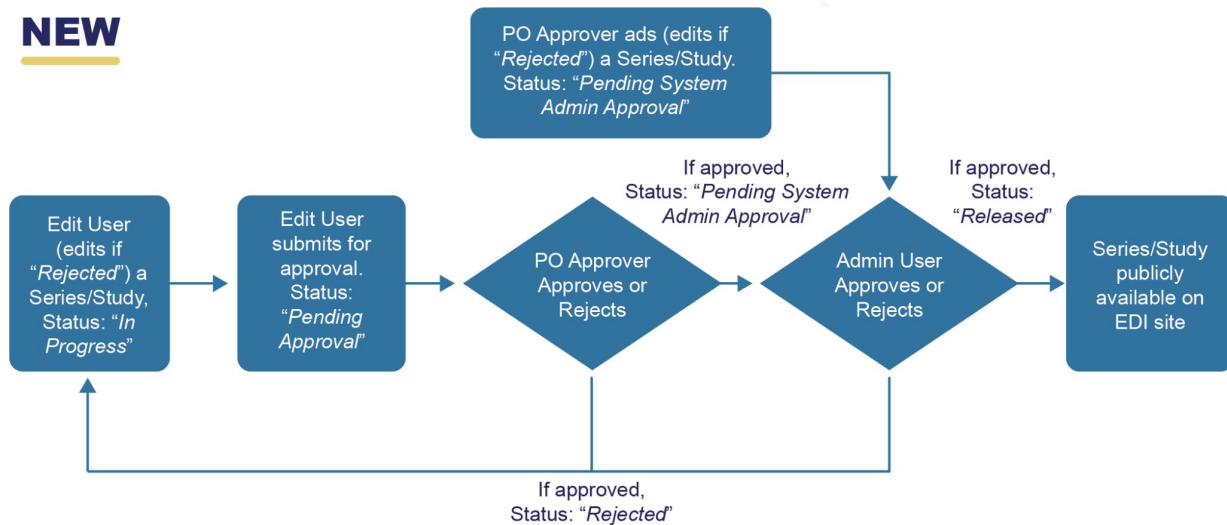 NEW
PO Approver ads (edits if
“Rejected”) a Series/Study.
Status: “Pending System
Admin Approval”
If approved,
Status: “Pending System
Admin Approval”
If approved,
Status:
“Released”
Edit User
(edits if
“Rejected”) a
Series/Study,
Status: “In
Progress”
Edit User
submits for
approval.
Status:
“Pending
Approval”
PO Approver
Approves or
Rejects
Admin User
Approves or
Rejects
Series/Study
publicly
available on
EDI site
If approved,
Status: “Rejected”